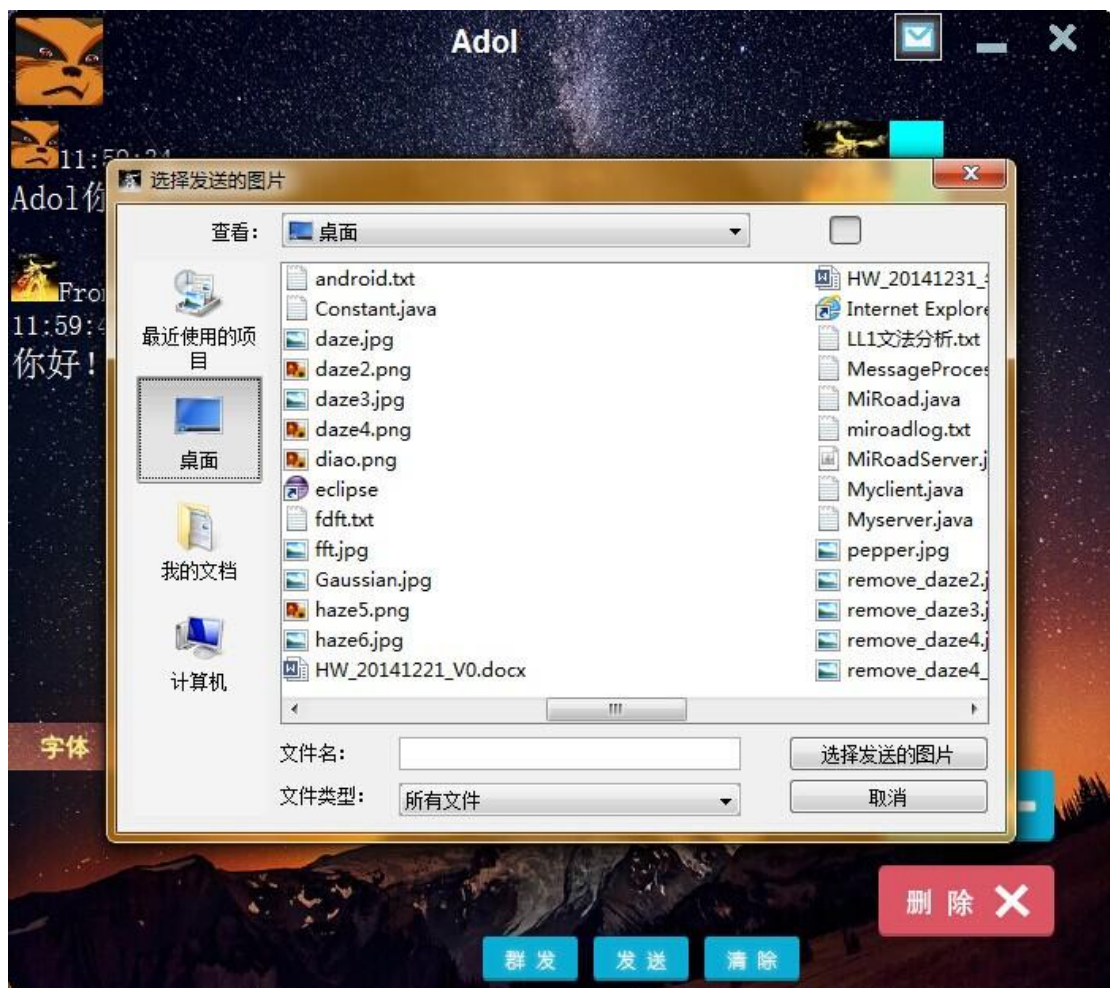 Adol
11:59:34
Adol你
From
11:59:4
你好!
选择发送的图片
查看:
桌面
最近使用的项
目
桌面
我的文档
计算机
android.txt
Constant.java
daze.jpg
daze2.png
daze3.jpg
daze4.png
diao.png
eclipse
fdft.txt
fft.jpg
Gaussian.jpg
haze5.png
haze6.jpg
HW_20141221_V0.docx
HW_20141231_
Internet Explore
LL1文法分析.txt
MessageProces
MiRoad.java
miroadlog.txt
MiRoadServer.j
Myclient.java
Myserver.java
pepper.jpg
remove_daze2.j
remove_daze3.j
remove_daze4.j
remove_daze4_
文件名:
选择发送的图片
文件类型:
所有文件
取消
字体
删除
群发
发送
清除